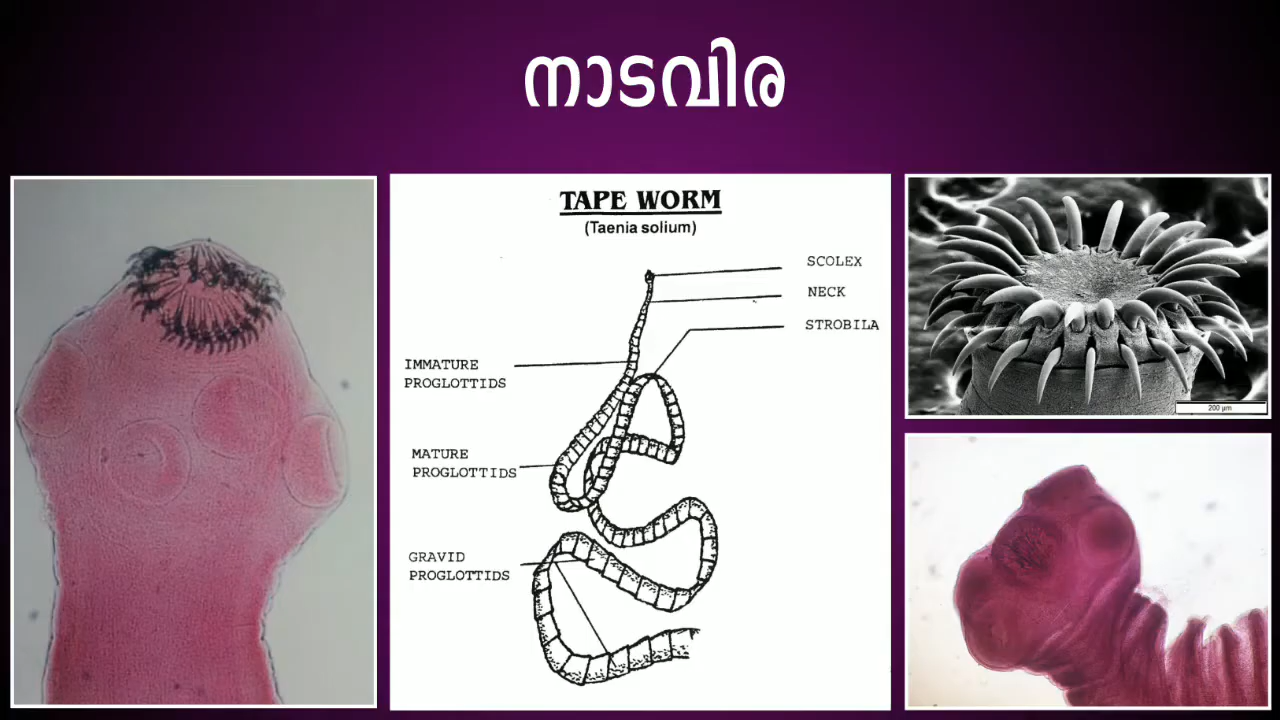 നാടവിര
TAPE WORM
(Taenia solium)
SCOLEX
NECK
STROBILA
IMMATURE
PROGLOTTIDS
MATURE
PROGLOTTIDS
GRAVID
PROGLOTTIDS
200 µm